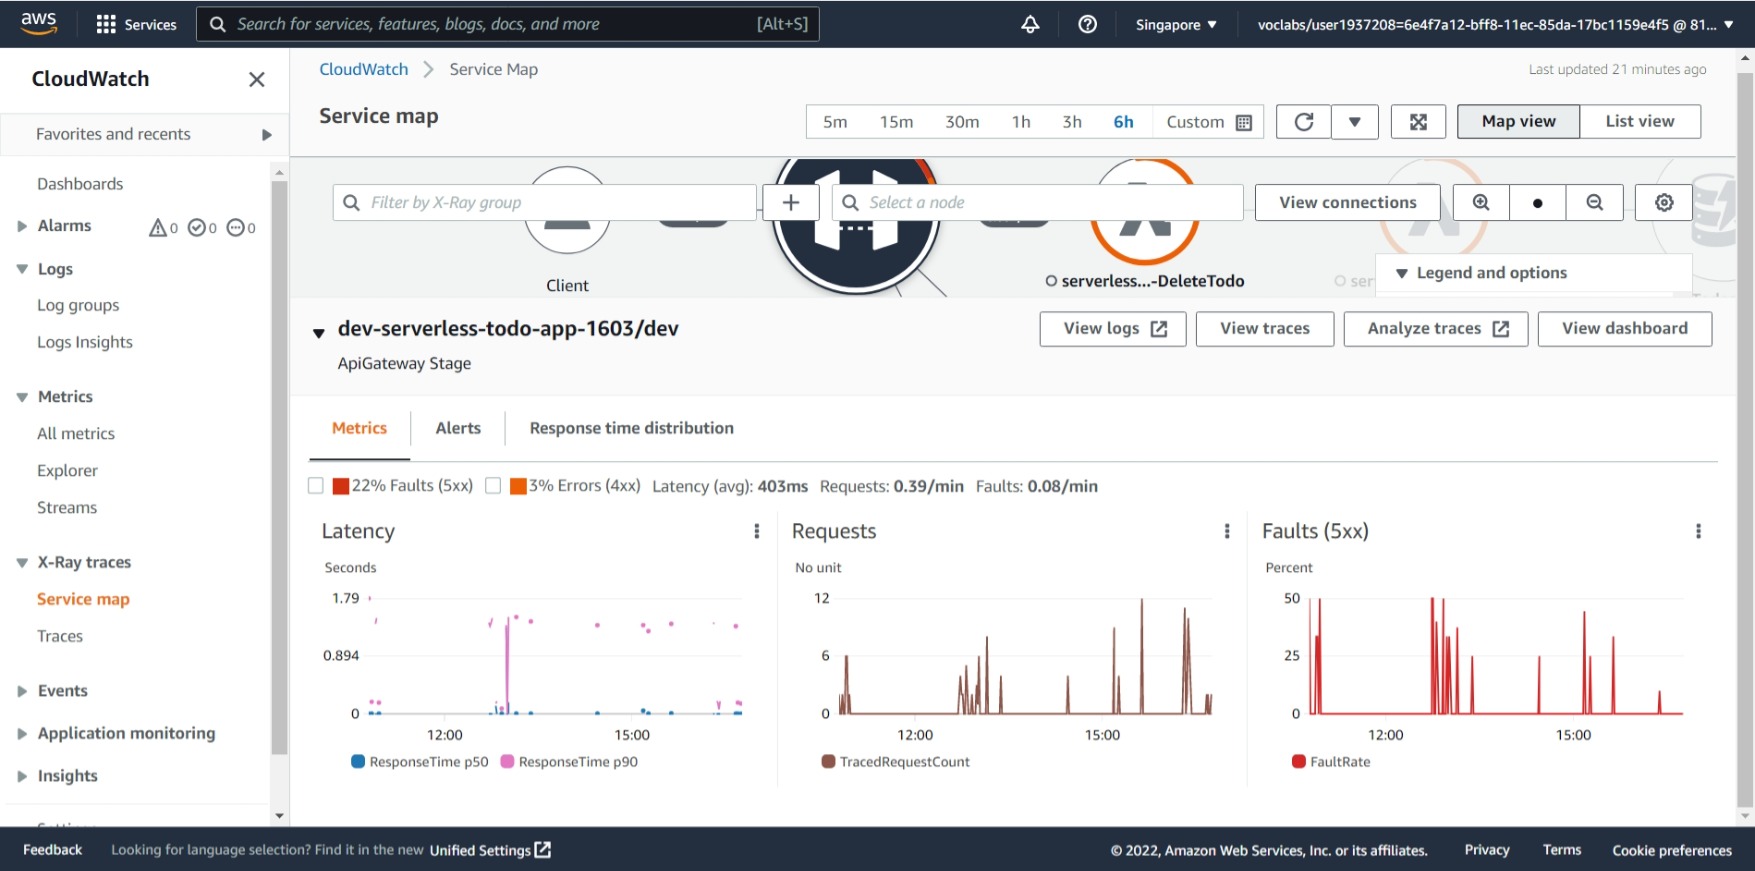 aws Services Search for services, features, blogs, docs, and more [Alt+S] Singapore ▼ voclabs/user1937208=6e4f7a12-bff8-11ec-85da-17bc1159e4f5 @ 81... ▼
CloudWatch
Favorites and recents
Dashboards
Alarms 0 0 0
Logs
Log groups
Logs Insights
Metrics
All metrics
Explorer
Streams
X-Ray traces
Service map
Traces
Events
Application monitoring
Insights
CloudWatch Service Map
Last updated 21 minutes ago
Service map
5m 15m 30m 1h 3h 6h Custom
Map view List view
Filter by X-Ray group
Select a node
View connections
Client
serverless...-DeleteTodo
ser
Legend and options
dev-serverless-todo-app-1603/dev
ApiGateway Stage
View logs View traces Analyze traces View dashboard
Metrics Alerts Response time distribution
22% Faults (5xx) 3% Errors (4xx) Latency (avg): 403ms Requests: 0.39/min Faults: 0.08/min
Latency
Seconds
1.79
0.894
0
12:00 15:00
ResponseTime p50 ResponseTime p90
Requests
No unit
12
6
0
12:00 15:00
TracedRequestCount
Faults (5xx)
Percent
50
25
0
12:00 15:00
FaultRate
Feedback Looking for language selection? Find it in the new Unified Settings
© 2022, Amazon Web Services, Inc. or its affiliates. Privacy Terms Cookie preferences